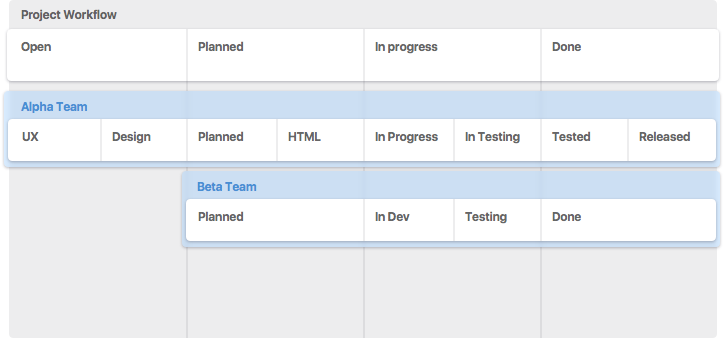 Project Workflow
Open Planned In progress Done
Alpha Team
UX Design Planned HTML In Progress In Testing Tested Released
Beta Team
Planned In Dev Testing Done